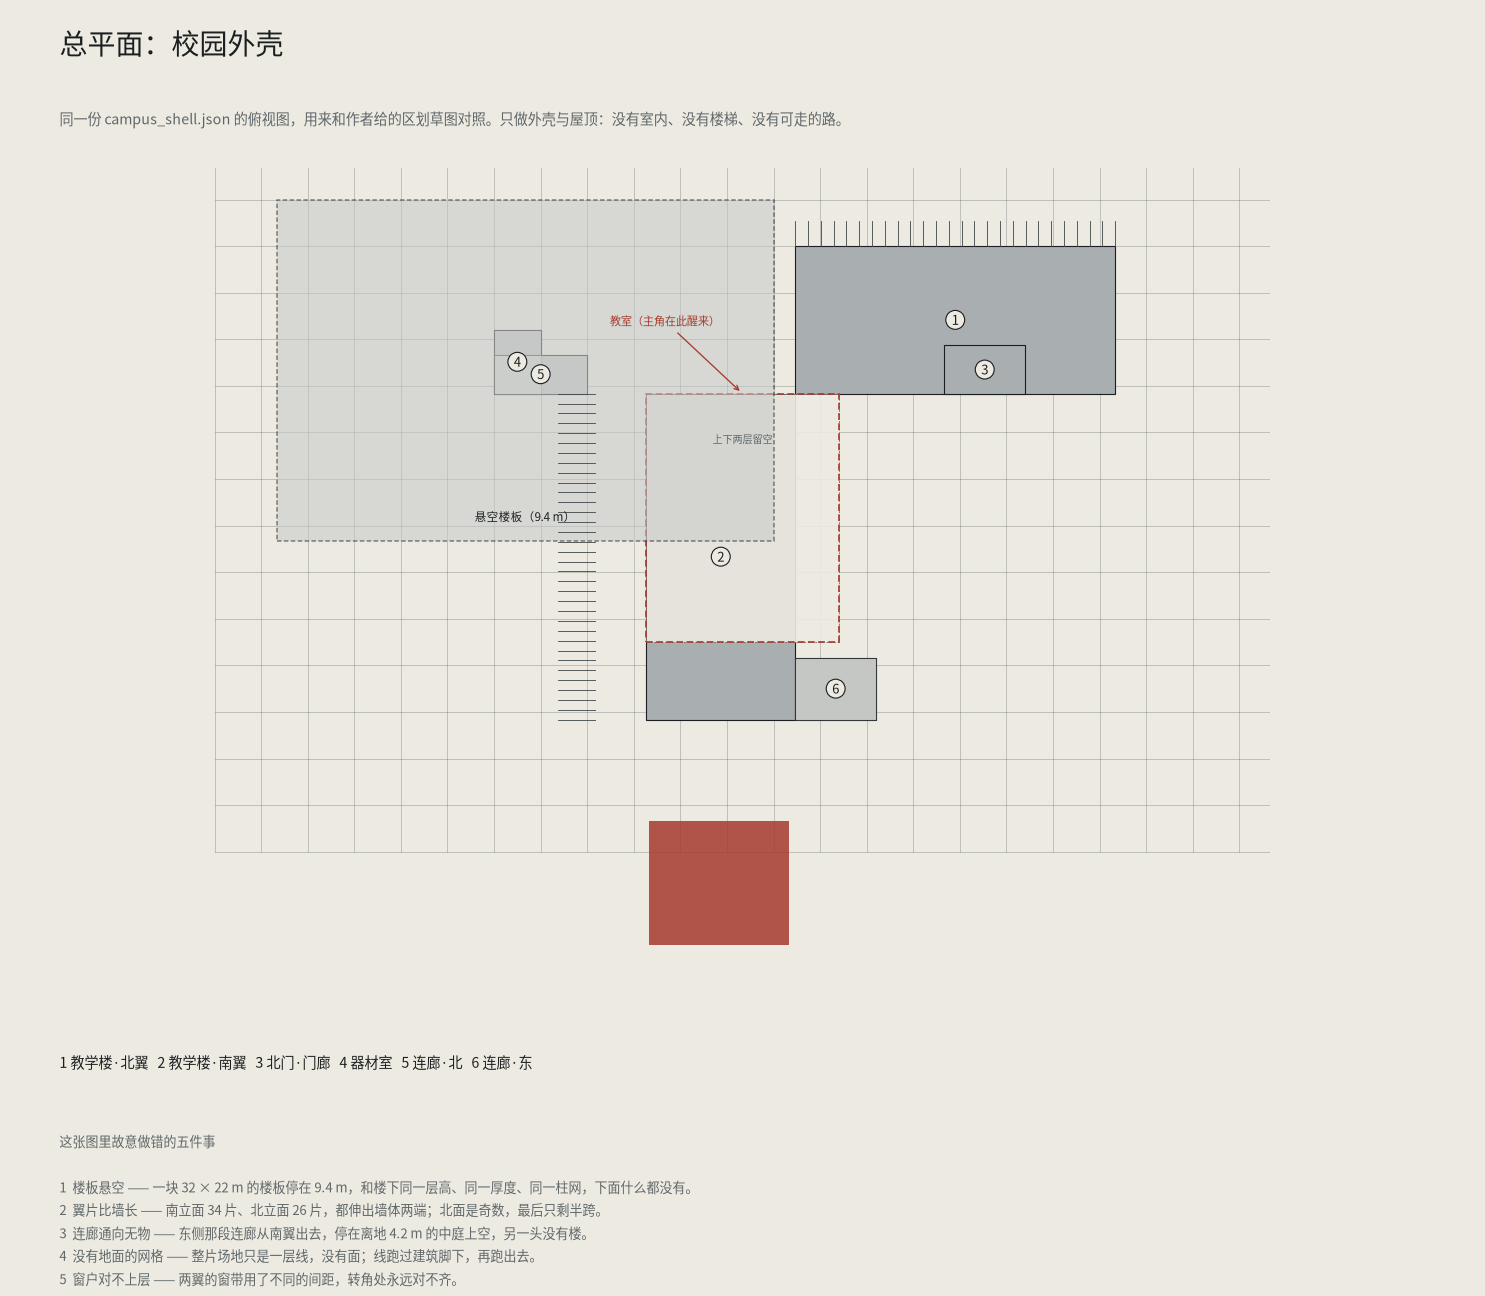 总平面：校园外壳
同一份 campus_shell.json 的俯视图，用来和作者给的区划草图对照。只做外壳与屋顶：没有室内、没有楼梯、没有可走的路。
1
教室（主角在此醒来）
4
5
3
上下两层留空
悬空楼板（9.4 m）
2
6
1 教学楼·北翼 2 教学楼·南翼 3 北门·门廊 4 器材室 5 连廊·北 6 连廊·东
这张图里故意做错的五件事
1 楼板悬空 —— 一块 32 × 22 m 的楼板停在 9.4 m，和楼下同一层高、同一厚度、同一柱网，下面什么都没有。
2 翼片比墙长 —— 南立面 34 片、北立面 26 片，都伸出墙体两端；北面是奇数，最后只剩半跨。
3 连廊通向无物 —— 东侧那段连廊从南翼出去，停在离地 4.2 m 的中庭上空，另一头没有楼。
4 没有地面的网格 —— 整片场地只是一层线，没有面；线跑过建筑脚下，再跑出去。
5 窗户对不上层 —— 两翼的窗带用了不同的间距，转角处永远对不齐。